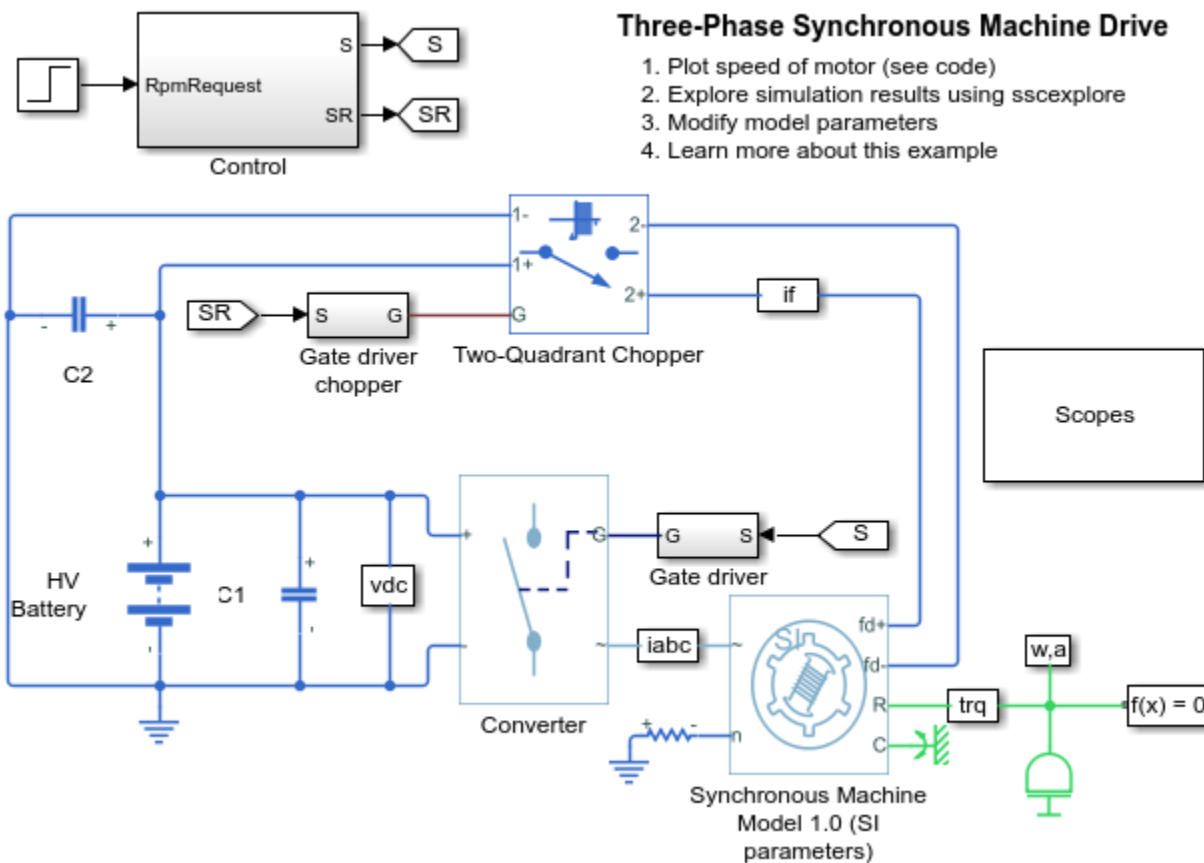 Three-Phase Synchronous Machine Drive
1. Plot speed of motor (see code)
2. Explore simulation results using sscexplore
3. Modify model parameters
4. Learn more about this example
RpmRequest
S
S
SR
SR
Control
1-
2-
1+
2+
if
SR
S
G
G
Gate driver
chopper
Two-Quadrant Chopper
-
+
C2
Scopes
+
HV
Battery
-
+
C1
-
vdc
+
-
G
~
Converter
G
S
S
Gate driver
iabc
~
SI
fd+
fd-
R
C
n
+
-
trq
w,a
f(x) = 0
Synchronous Machine
Model 1.0 (SI
parameters)